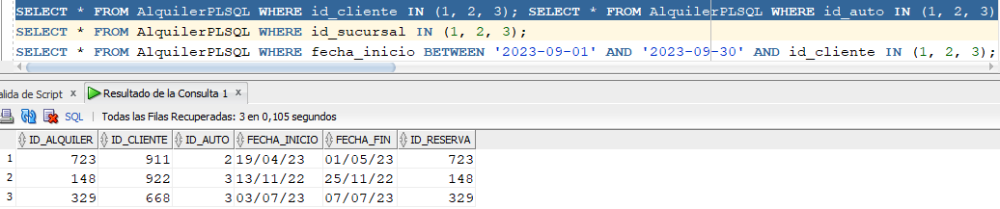 SELECT * FROM AlquilerPLSQL WHERE id_cliente IN (1, 2, 3); SELECT * FROM AlquilerPLSQL WHERE id_auto IN (1, 2, 3)
SELECT * FROM AlquilerPLSQL WHERE id_sucursal IN (1, 2, 3);
SELECT * FROM AlquilerPLSQL WHERE fecha_inicio BETWEEN '2023-09-01' AND '2023-09-30' AND id_cliente IN (1, 2, 3);
alida de Script x Resultado de la Consulta 1 x
SQL | Todas las Filas Recuperadas: 3 en 0,105 segundos
ID_ALQUILER ID_CLIENTE ID_AUTO FECHA_INICIO FECHA_FIN ID_RESERVA
1 723 911 2 19/04/23 01/05/23 723
2 148 922 3 13/11/22 25/11/22 148
3 329 668 3 03/07/23 07/07/23 329